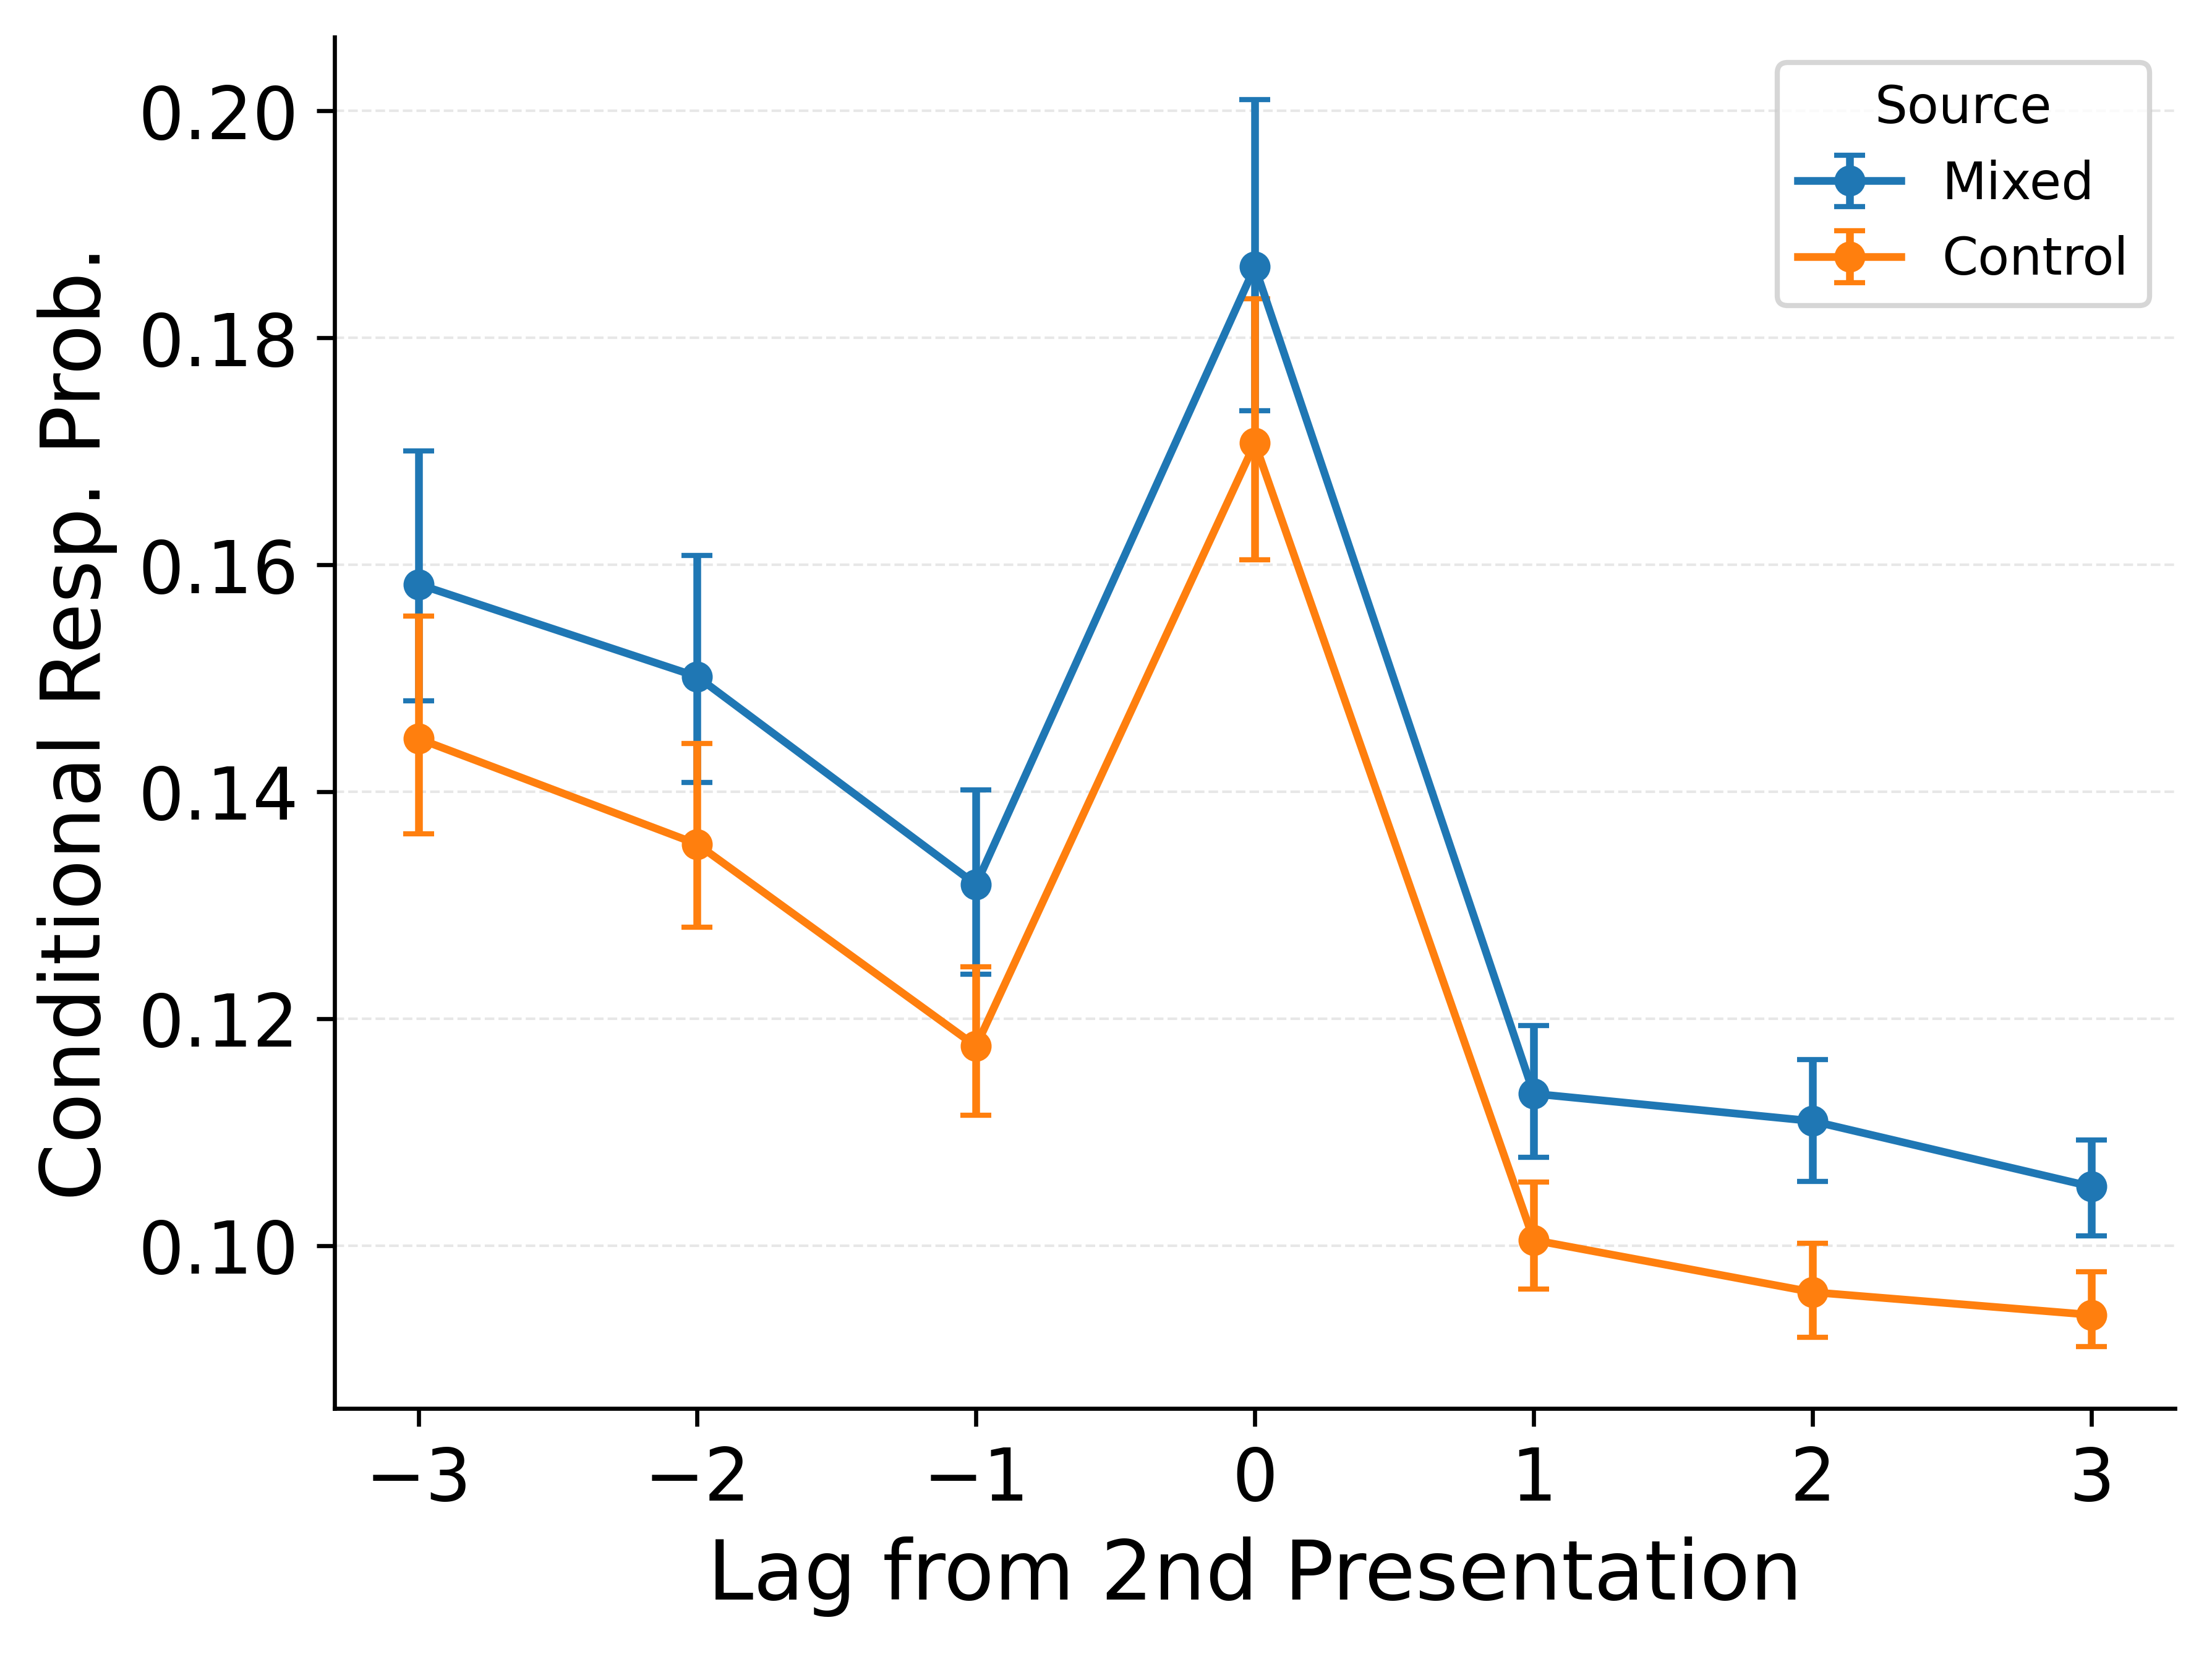 Source
Mixed
Control
Conditional Resp. Prob.
0.20
0.18
0.16
0.14
0.12
0.10
−3 −2 −1 0 1 2 3
Lag from 2nd Presentation